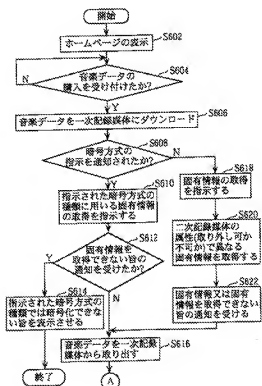 開始
ホームページの表示
S602
S604
音楽データの
購入を受け付けたか?
N
Y
S606
音楽データを一次記録媒体にダウンロード
S608
暗号方式の
指示を通知されたか?
N
Y
S610
指示された暗号方式の
種類に用いる固有情報
の取得を指示する
S618
固有情報の取得
を指示する
S612
固有情報を
取得できない旨の
通知を受けたか?
Y
N
S620
二次記録媒体の
属性(取り外し可か
不可か)で異なる
固有情報を取得する
S614
指示された暗号方式の
種類では暗号化できな
い旨を表示させる
S622
固有情報又は固有
情報を取得できない
旨の通知を受ける
S616
音楽データを一次記録
媒体から取り出す
終了
A